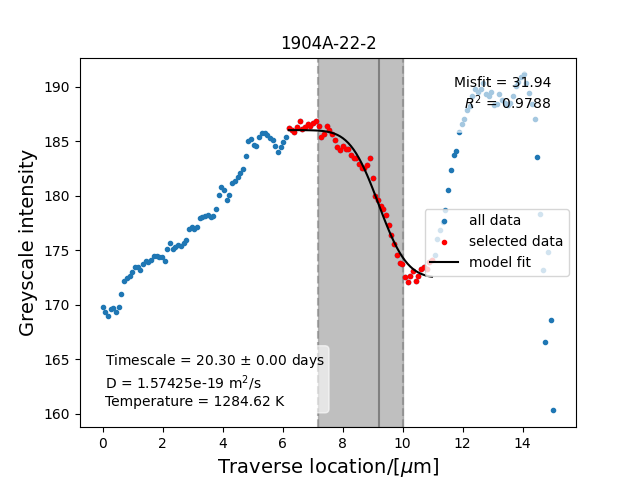 1904A-22-2
Misfit = 31.94
R² = 0.9788
190
185
180
175
170
165
160
Greyscale intensity
all data
selected data
model fit
Timescale = 20.30 ± 0.00 days
D = 1.57425e-19 m²/s
Temperature = 1284.62 K
0 2 4 6 8 10 12 14
Traverse location/[μm]